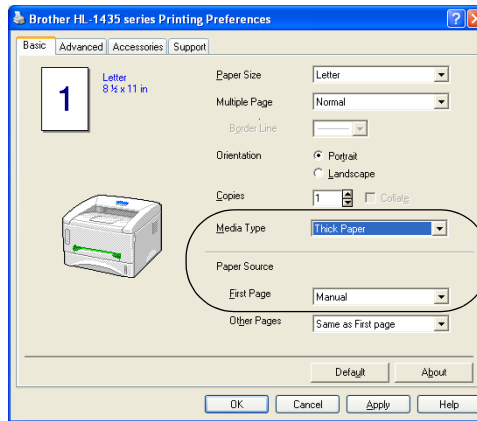 Brother HL-1435 series Printing Preferences
Basic Advanced Accessories Support
1
Letter
8 ½ x 11 in
Paper Size Letter
Multiple Page Normal
Border Line
Orientation Portrait
Landscape
Copies 1 Collate
Media Type Thick Paper
Paper Source
First Page Manual
Other Pages Same as First page
Default About
OK Cancel Apply Help